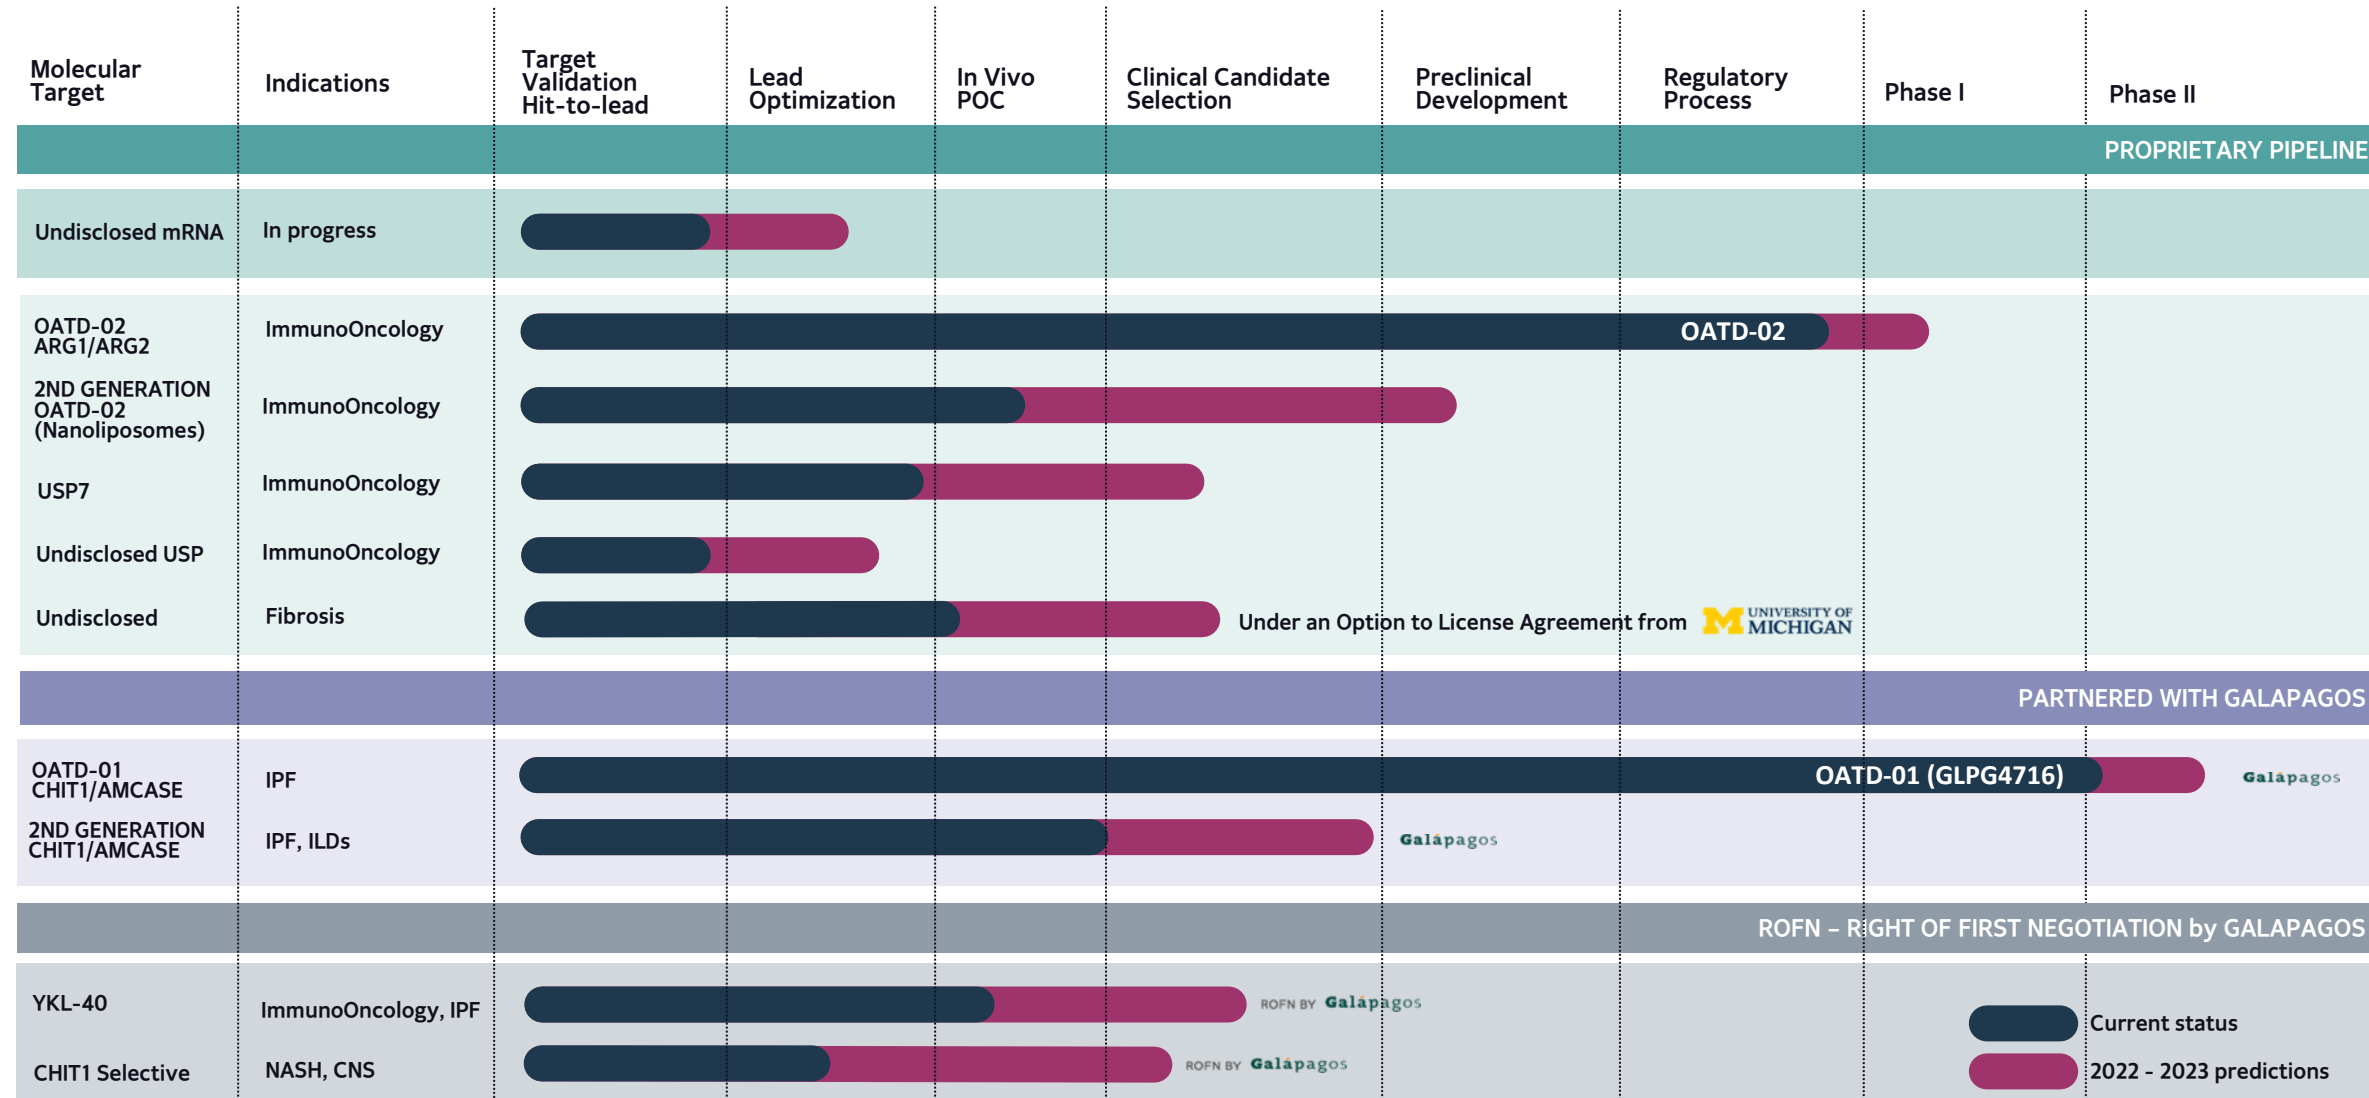 Molecular
Target
Indications
Target
Validation
Hit-to-lead
Lead
Optimization
In Vivo
POC
Clinical Candidate
Selection
Preclinical
Development
Regulatory
Process
Phase I
Phase II
PROPRIETARY PIPELINE
Undisclosed mRNA
In progress
OATD-02
ARG1/ARG2
ImmunoOncology
OATD-02
2ND GENERATION
OATD-02
(Nanoliposomes)
ImmunoOncology
USP7
ImmunoOncology
Undisclosed USP
ImmunoOncology
Undisclosed
Fibrosis
Under an Option to License Agreement from
M UNIVERSITY OF
MICHIGAN
PARTNERED WITH GALAPAGOS
OATD-01
CHIT1/AMCASE
IPF
OATD-01 (GLPG4716)
Galápagos
2ND GENERATION
CHIT1/AMCASE
IPF, ILDs
Galápagos
ROFN – RIGHT OF FIRST NEGOTIATION by GALAPAGOS
YKL-40
ImmunoOncology, IPF
ROFN BY Galápagos
CHIT1 Selective
NASH, CNS
ROFN BY Galápagos
Current status
2022 - 2023 predictions